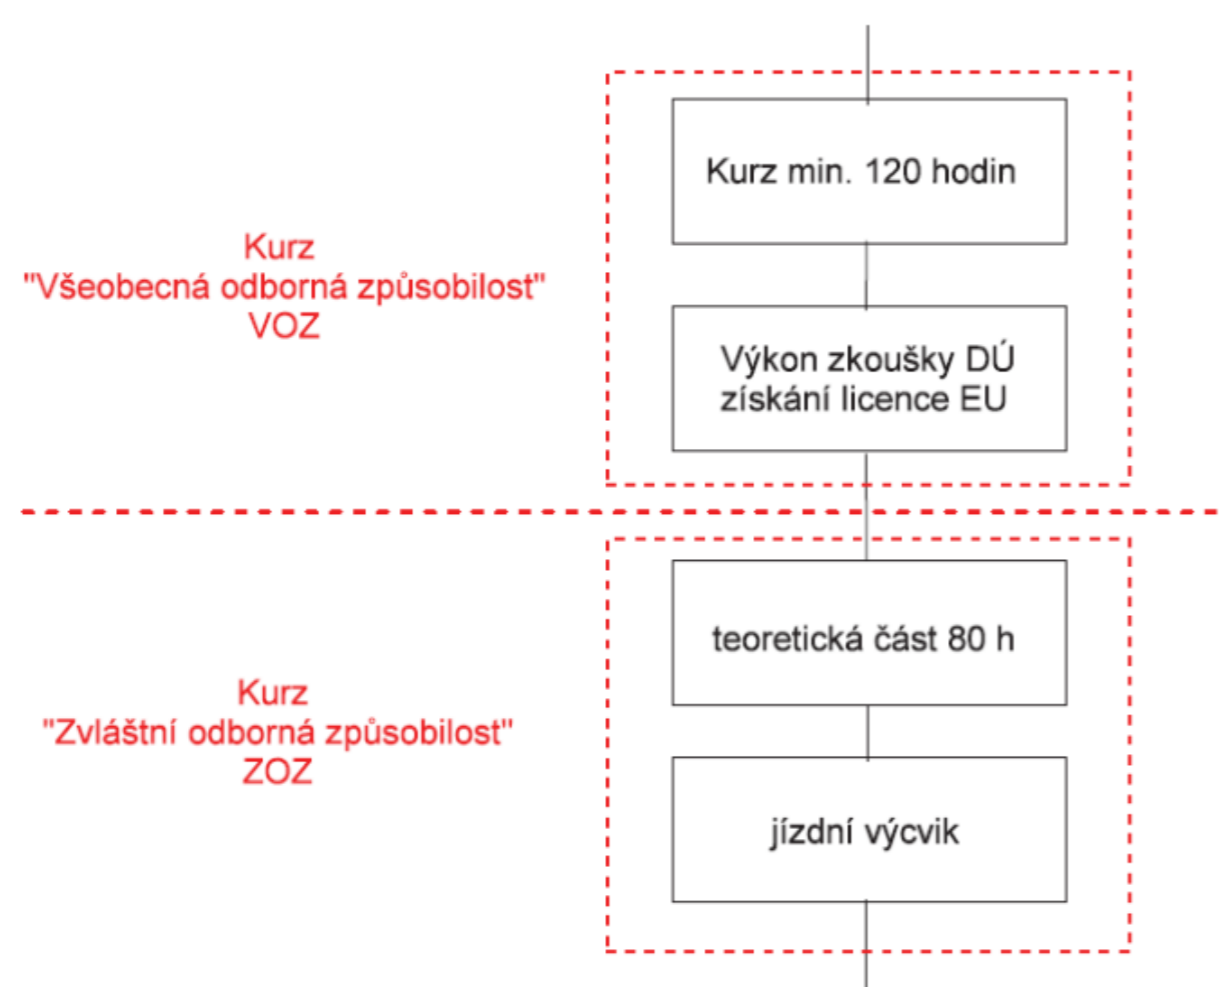 Kurz min. 120 hodin
Kurz
"Všeobecná odborná způsobilost"
VOZ
Výkon zkoušky DÚ
získání licence EU
teoretická část 80 h
Kurz
"Zvláštní odborná způsobilost"
ZOZ
jízdní výcvik